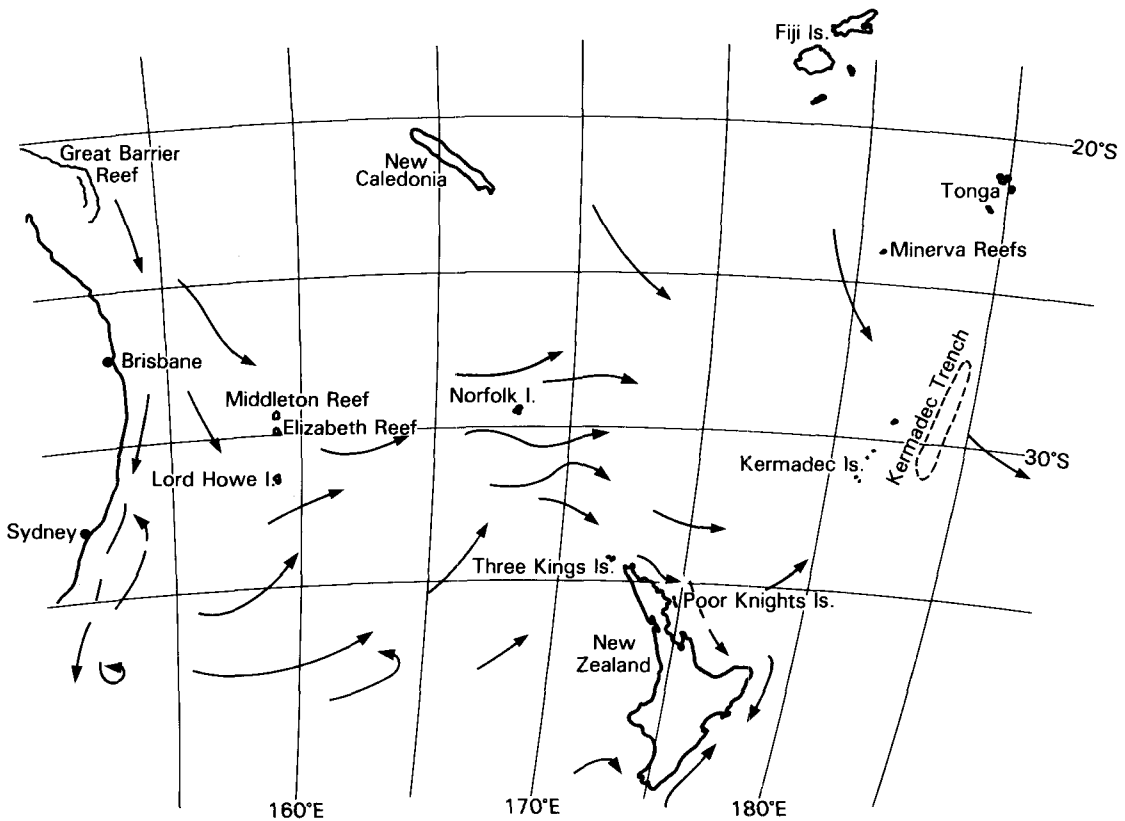 Fiji Is.
Great Barrier
Reef
New
Caledonia
20°S
Tonga
Minerva Reefs
Brisbane
Middleton Reef
Elizabeth Reef
Norfolk I.
Kermadec Trench
Lord Howe I.
Kermadec Is.
30°S
Sydney
Three Kings Is.
Poor Knights Is.
New
Zealand
160°E
170°E
180°E